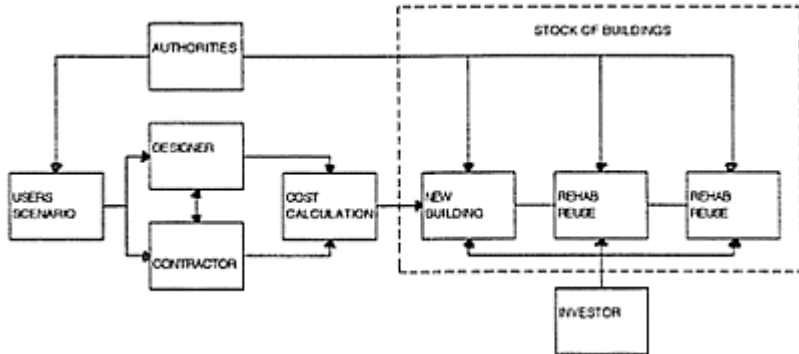 STOCK OF BUILDINGS
AUTHORITIES
DESIGNER
USERS
SCENARIO
COST
CALCULATION
NEW
BUILDING
REHAB
REUSE
REHAB
REUSE
CONTRACTOR
INVESTOR